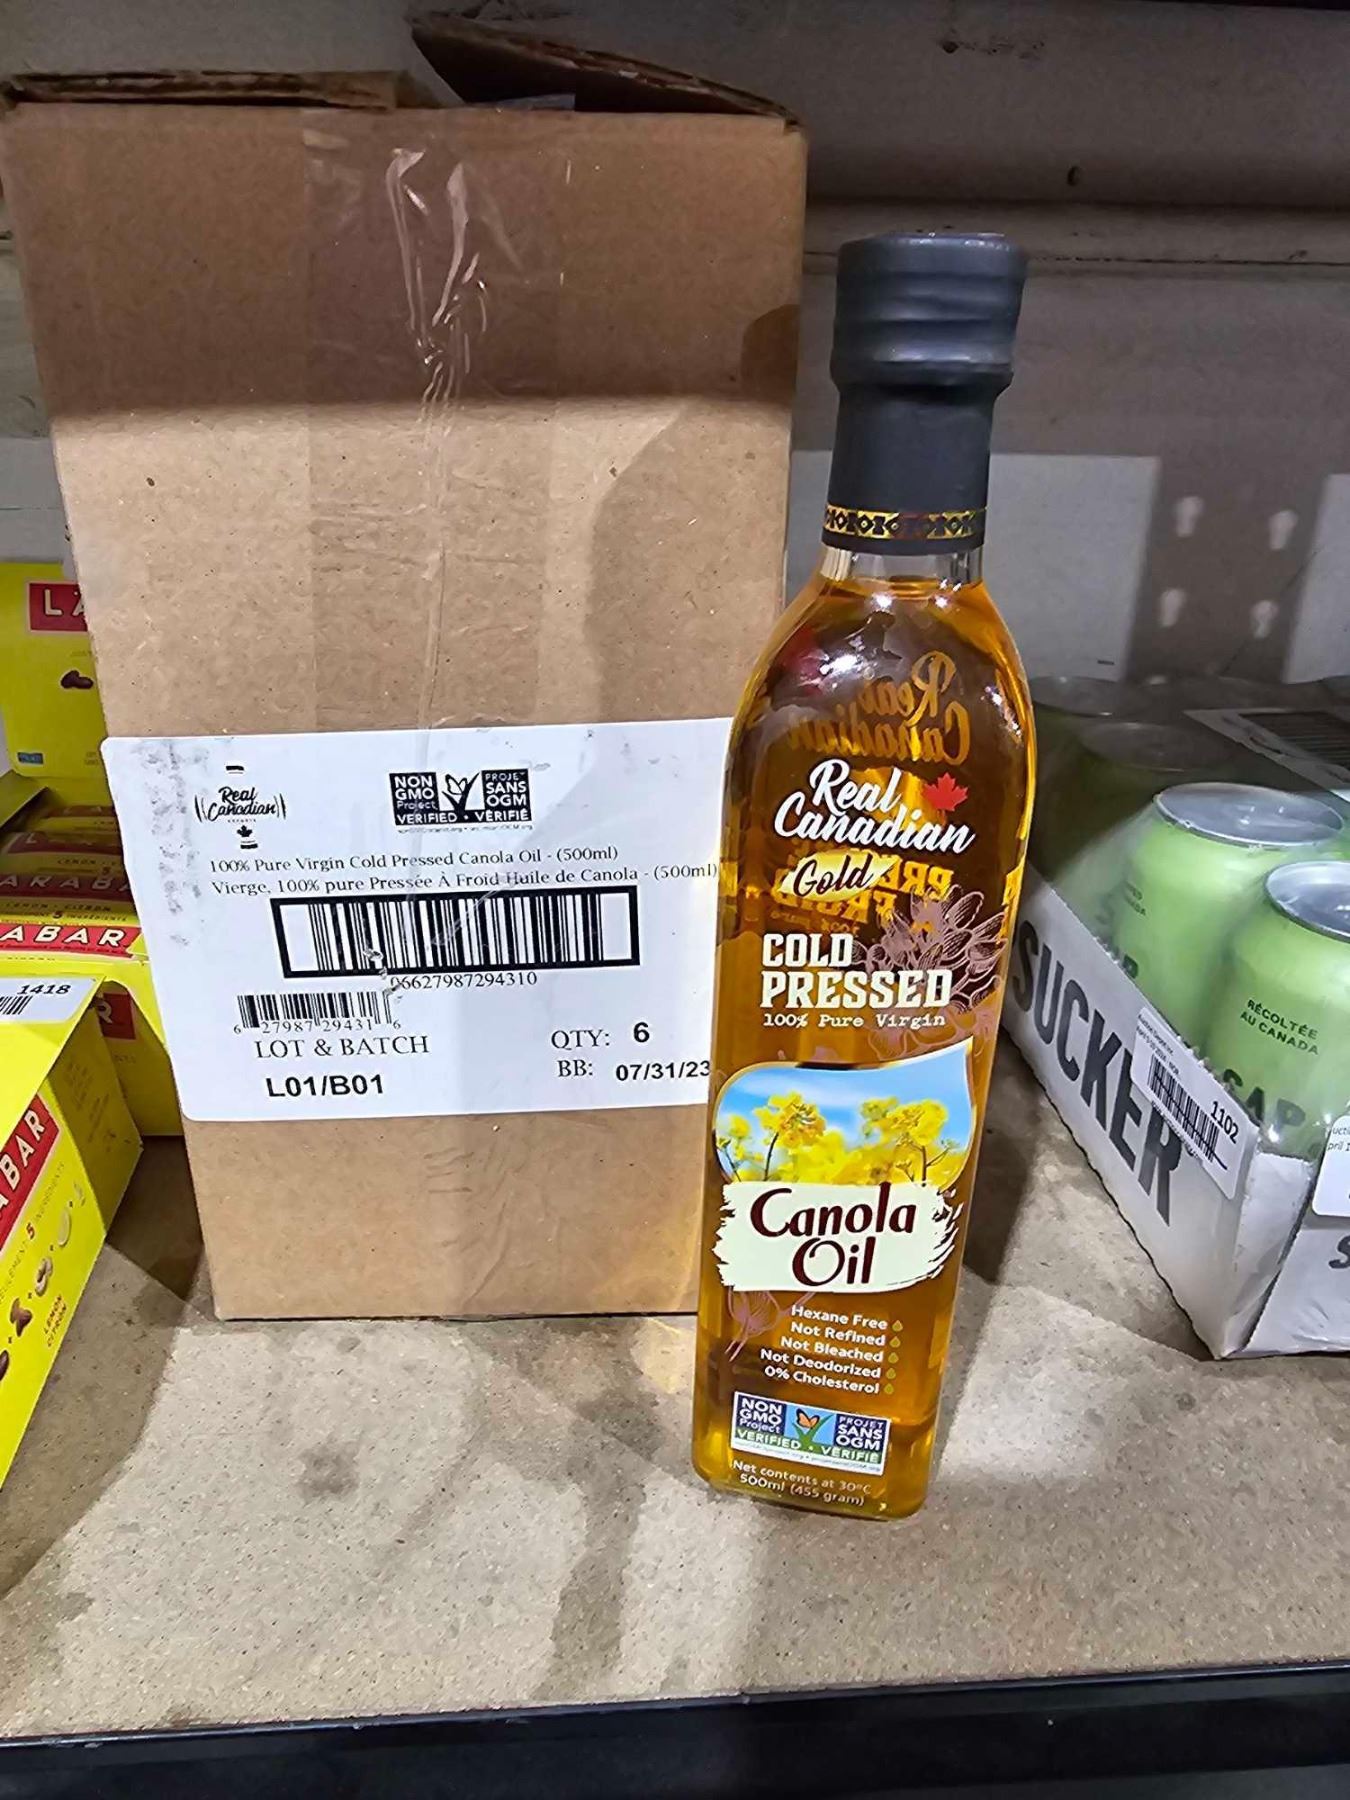 Real
Canadian
NON
GMO
Project
VERIFIED
PROJET
SANS
OGM
VÉRIFIÉ
100% Pure Virgin Cold Pressed Canola Oil - (500ml)
Vierge, 100% pure Pressée À Froid Huile de Canola - (500ml)
06627987294310
6 27987 29431 6
LOT & BATCH
L01/B01
QTY: 6
BB: 07/31/23
Real
Canadian
Gold
COLD
PRESSED
100% Pure Virgin
Canola
Oil
Hexane Free
Not Refined
Not Bleached
Not Deodorized
0% Cholesterol
NON
GMO
Project
VERIFIED
PROJET
SANS
OGM
VÉRIFIÉ
Net contents at 30°C
500ml (455 gram)
ABAR
1418
ABAR
LEMON
CITRON
SUCKER
1102
SAP
RÉCOLTÉE
AU CANADA